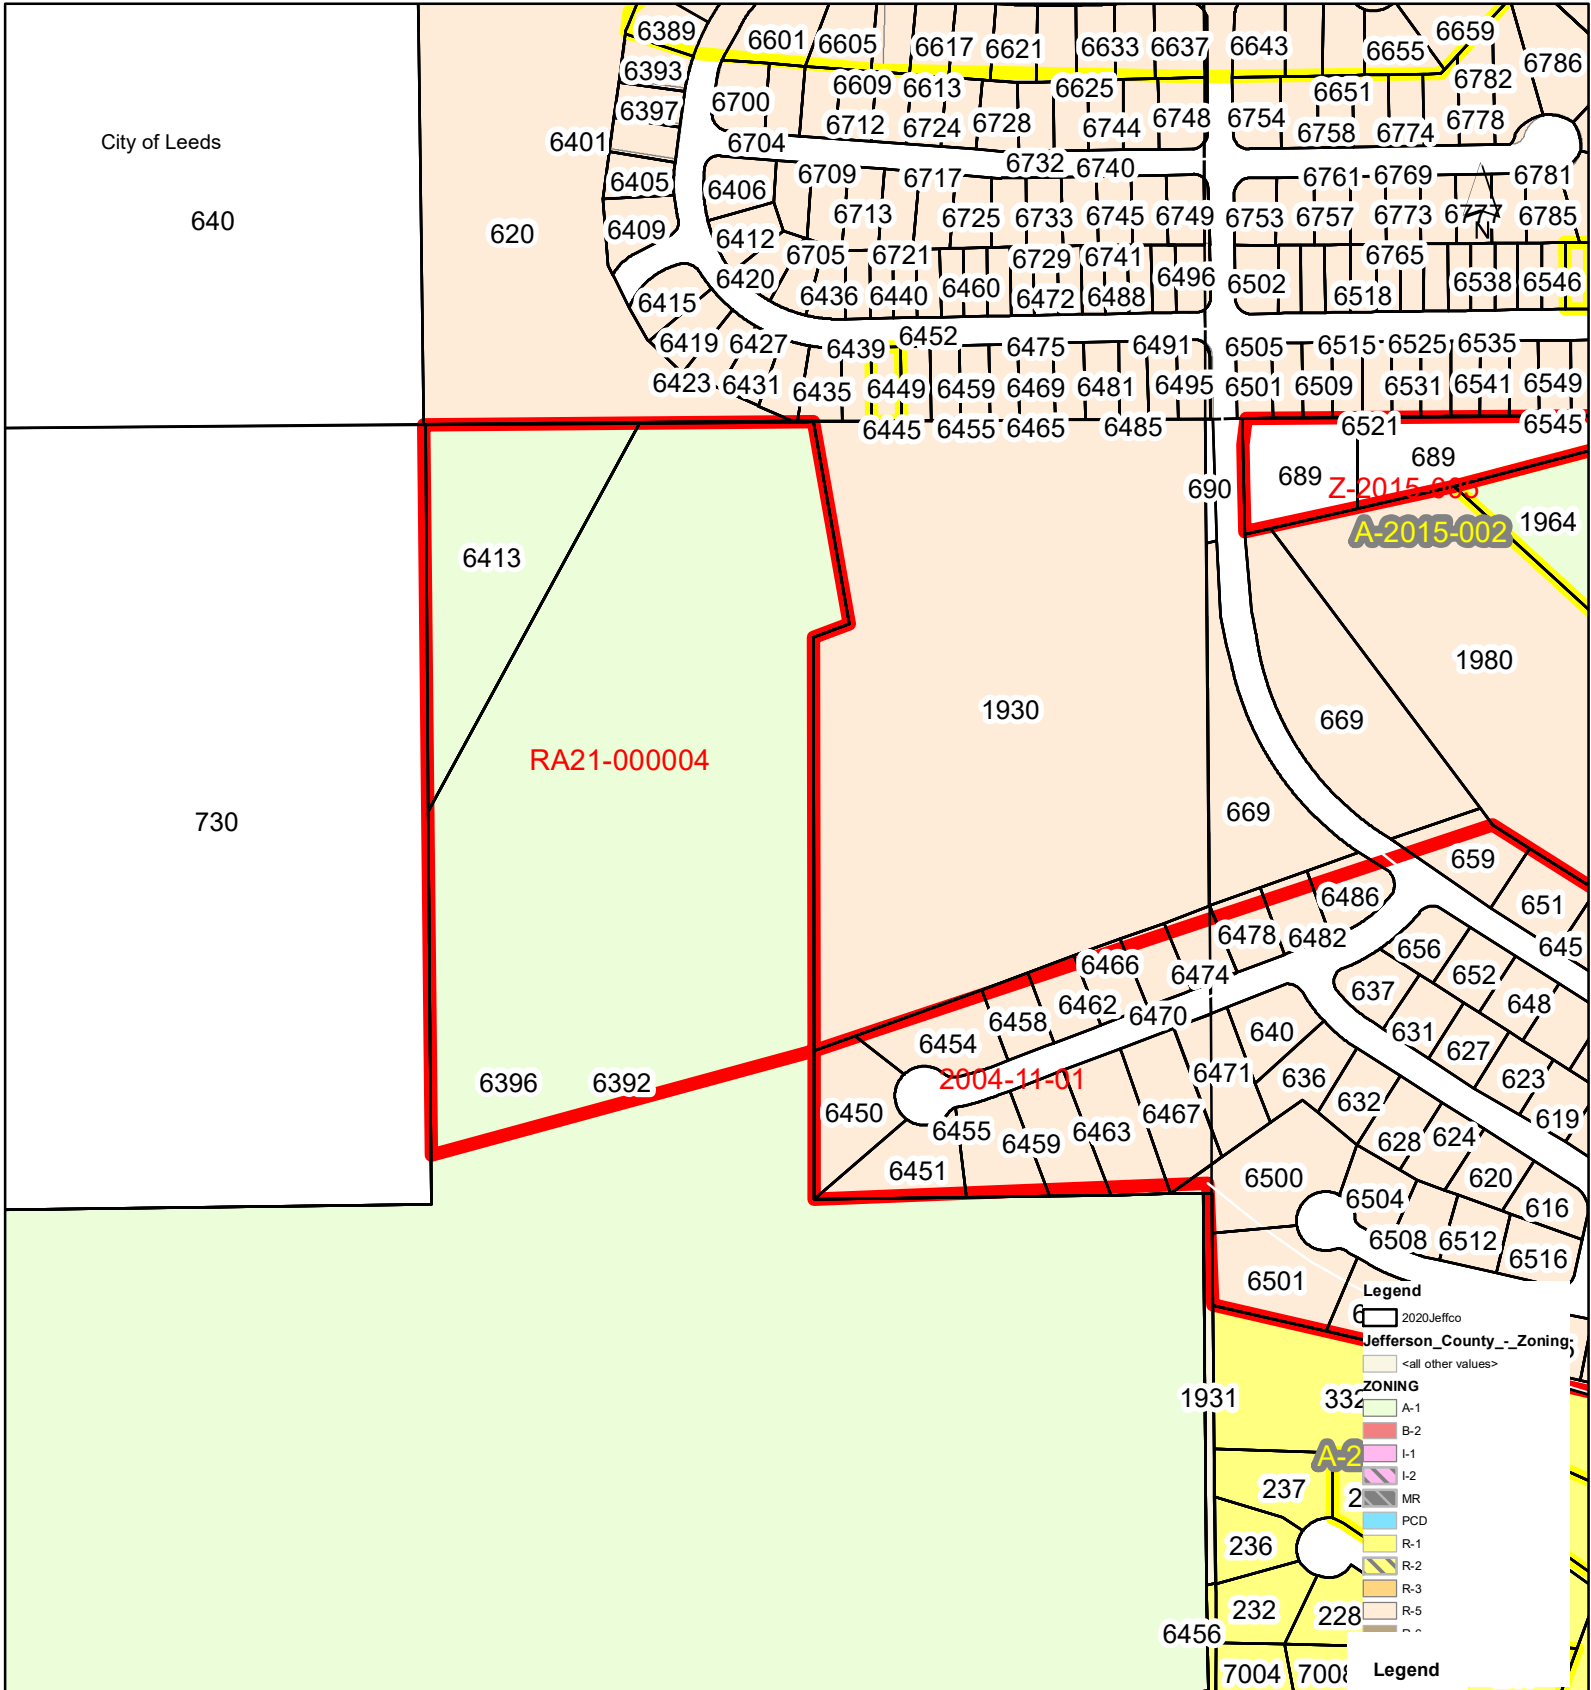 6389 6601 6605 6617 6621 6633 6637 6643 6655 6659
6393 6609 6613 6625 6651 6782 6786
6397 6700 6712 6724 6728 6744 6748 6754 6758 6774 6778
City of Leeds 6401 6704 6732 6740
6405 6406 6709 6717 6761 6769 6781
640 620 6409 6412 6713 6725 6733 6745 6749 6753 6757 6773 6777 6785
N
6420 6705 6721 6729 6741 6496 6502 6765 6538 6546
6415 6436 6440 6460 6472 6488 6518
6419 6427 6439 6452 6475 6491 6505 6515 6525 6535
6423 6431 6435 6449 6459 6469 6481 6495 6501 6509 6531 6541 6549
6445 6455 6465 6485 6521 6545
690 689 689
Z-2015-005
A-2015-002 1964
6413
1980
1930 669
RA21-000004
730 669
659
6486 651
6478 6482 645
6466 6474 656 652
6462 637 648
6458 6470 640 631
6454 627
6396 6392 2004-11-01 6471 636 623
6450 6467 632 619
6455 6459 6463 628 624
6451 6500 620
6504 616
6508 6512 6516
6501
Legend
2020Jeffco
Jefferson_County_-_Zoning
<all other values>
ZONING
1931 332
A-1
B-2
A-2
I-1
I-2
237 2
MR
PCD
236
R-1
R-2
R-3
232 228
R-5
6456
7004 7008
Legend